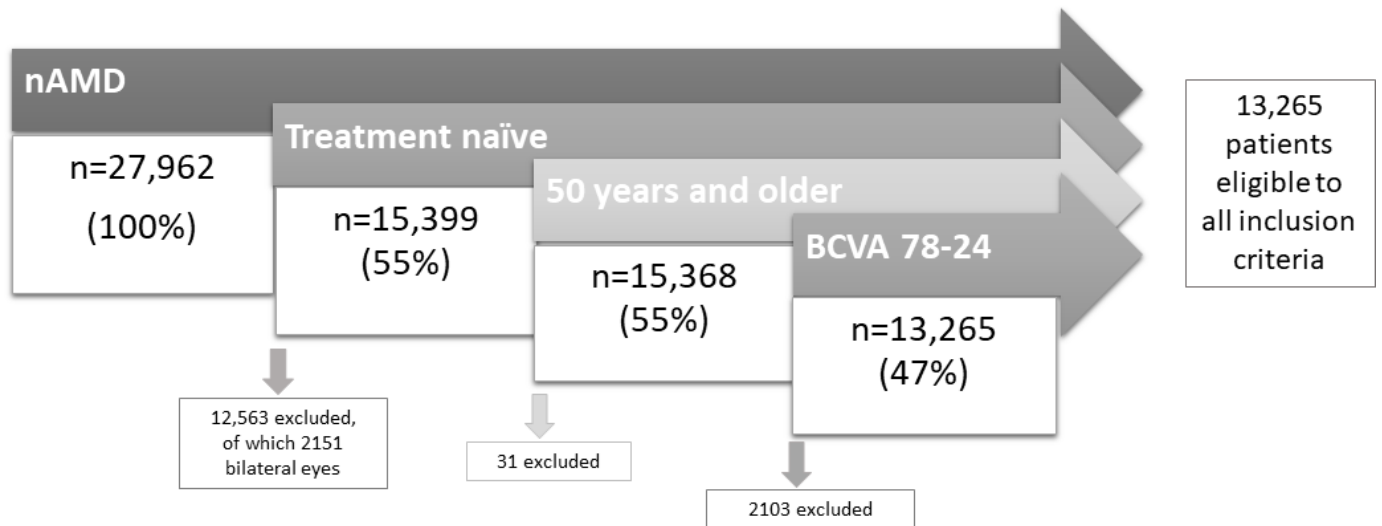 nAMD
n=27,962
(100%)
Treatment naïve
n=15,399
(55%)
50 years and older
n=15,368
(55%)
BCVA 78-24
n=13,265
(47%)
13,265
patients
eligible to
all inclusion
criteria
12,563 excluded,
of which 2151
bilateral eyes
31 excluded
2103 excluded